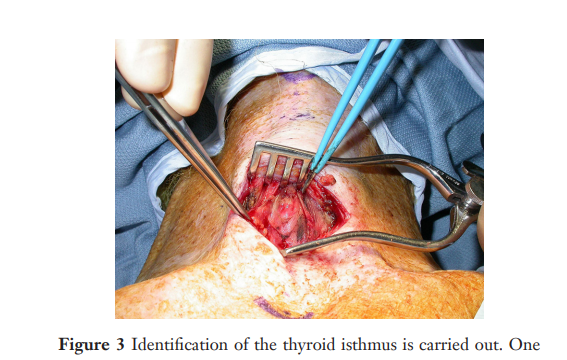 Figure 3 Identification of the thyroid isthmus is carried out. One